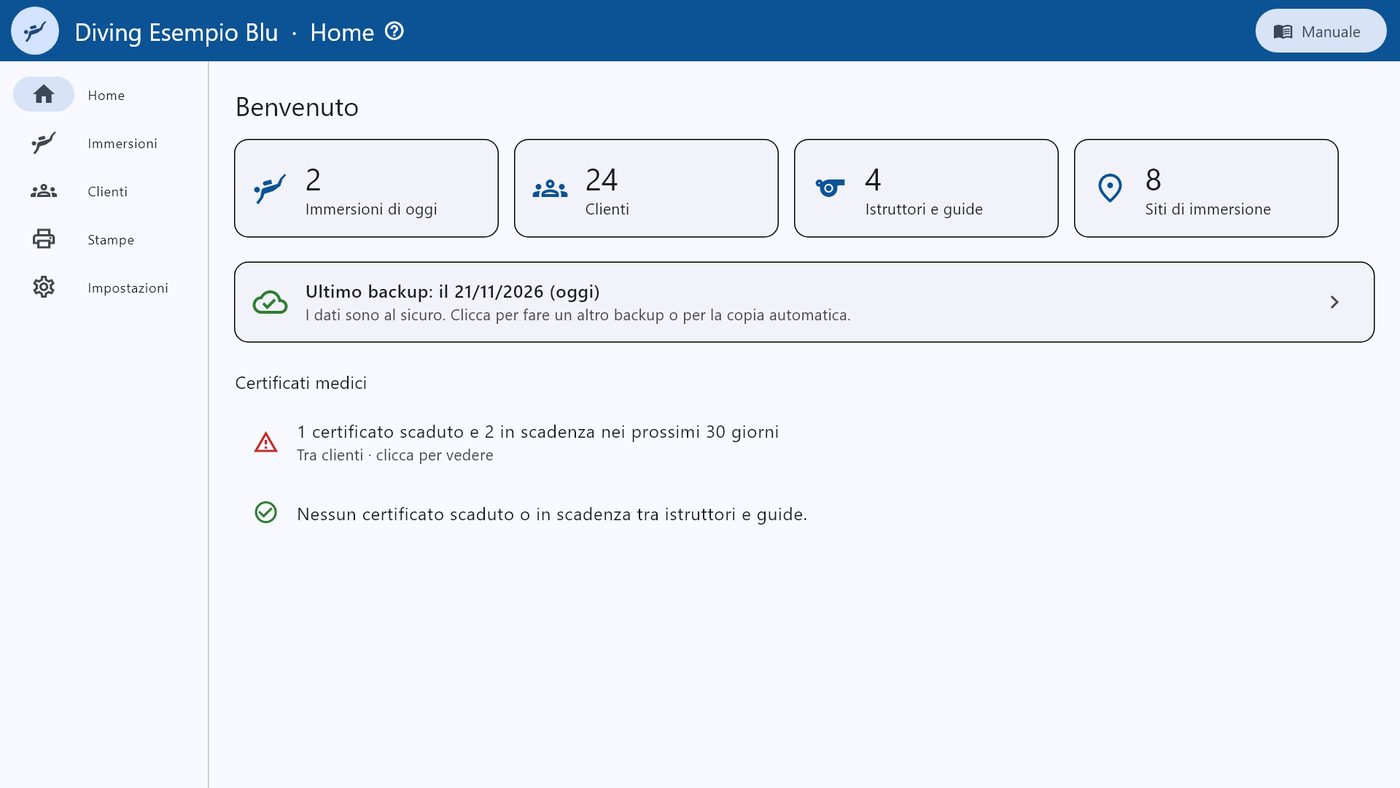 Diving Esempio Blu · Home
Manuale
Home
Immersioni
Clienti
Stampe
Impostazioni
Benvenuto
2
Immersioni di oggi
24
Clienti
4
Istruttori e guide
8
Siti di immersione
Ultimo backup: il 21/11/2026 (oggi)
I dati sono al sicuro. Clicca per fare un altro backup o per la copia automatica.
Certificati medici
1 certificato scaduto e 2 in scadenza nei prossimi 30 giorni
Tra clienti · clicca per vedere
Nessun certificato scaduto o in scadenza tra istruttori e guide.